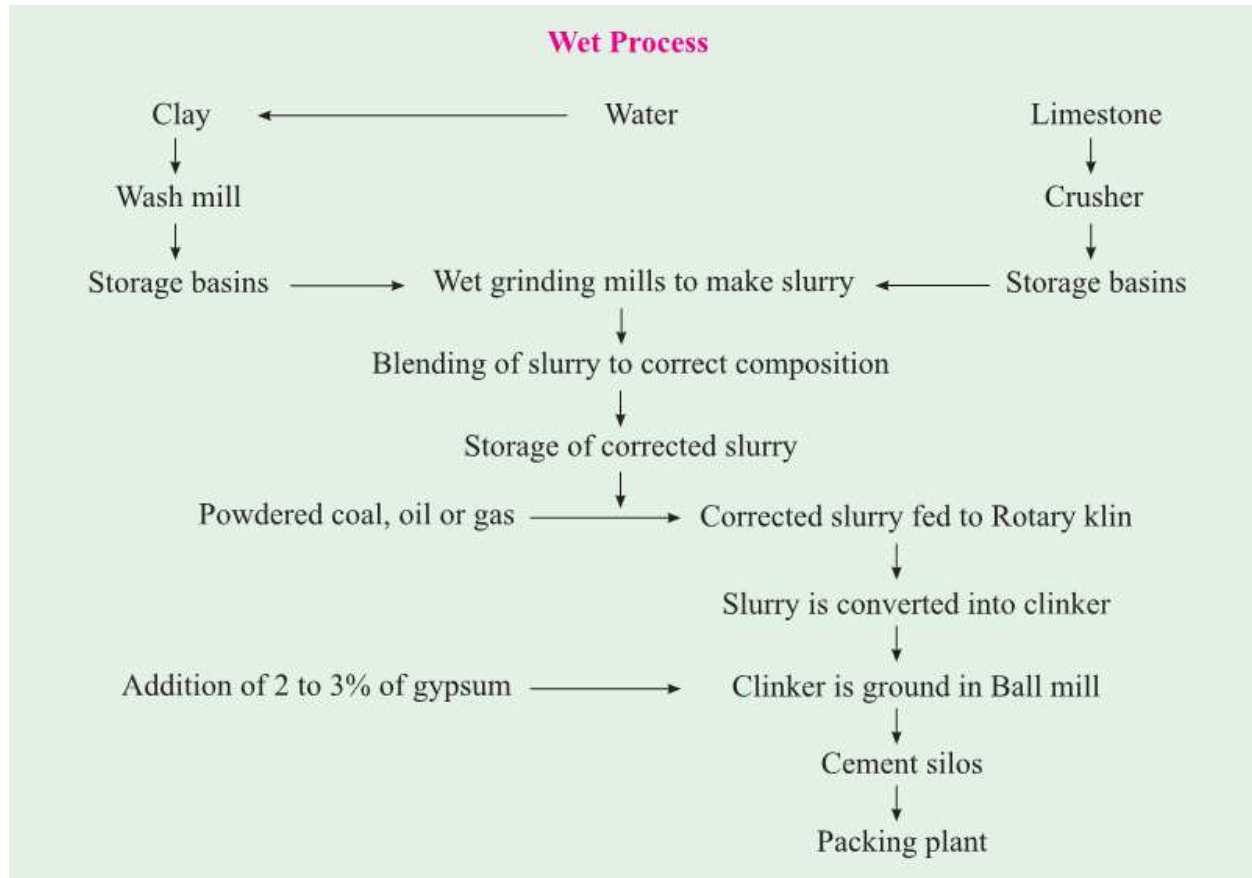 Wet Process
Clay Water Limestone
Wash mill Crusher
Storage basins Wet grinding mills to make slurry Storage basins
Blending of slurry to correct composition
Storage of corrected slurry
Powdered coal, oil or gas Corrected slurry fed to Rotary klin
Slurry is converted into clinker
Addition of 2 to 3% of gypsum Clinker is ground in Ball mill
Cement silos
Packing plant